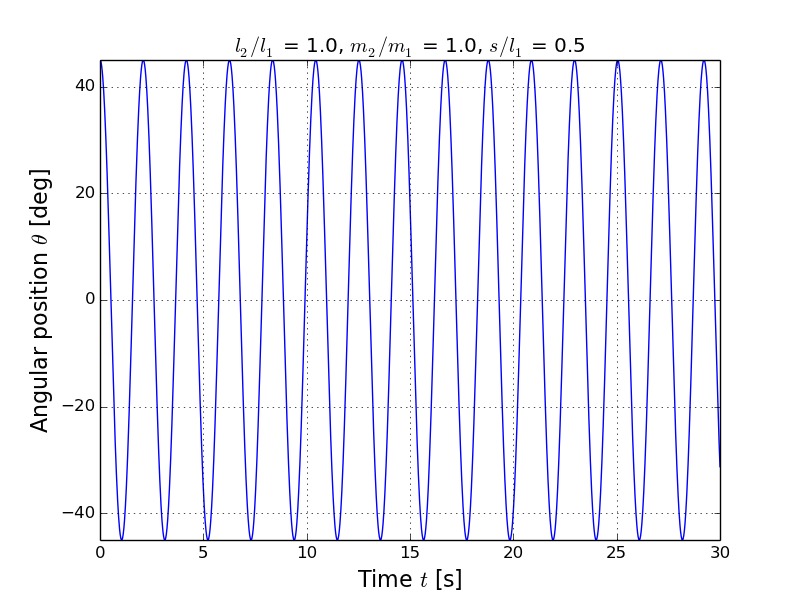 l₂/l₁ = 1.0, m₂/m₁ = 1.0, s/l₁ = 0.5
40
20
0
−20
−40
Angular position θ [deg]
0 5 10 15 20 25 30
Time t [s]